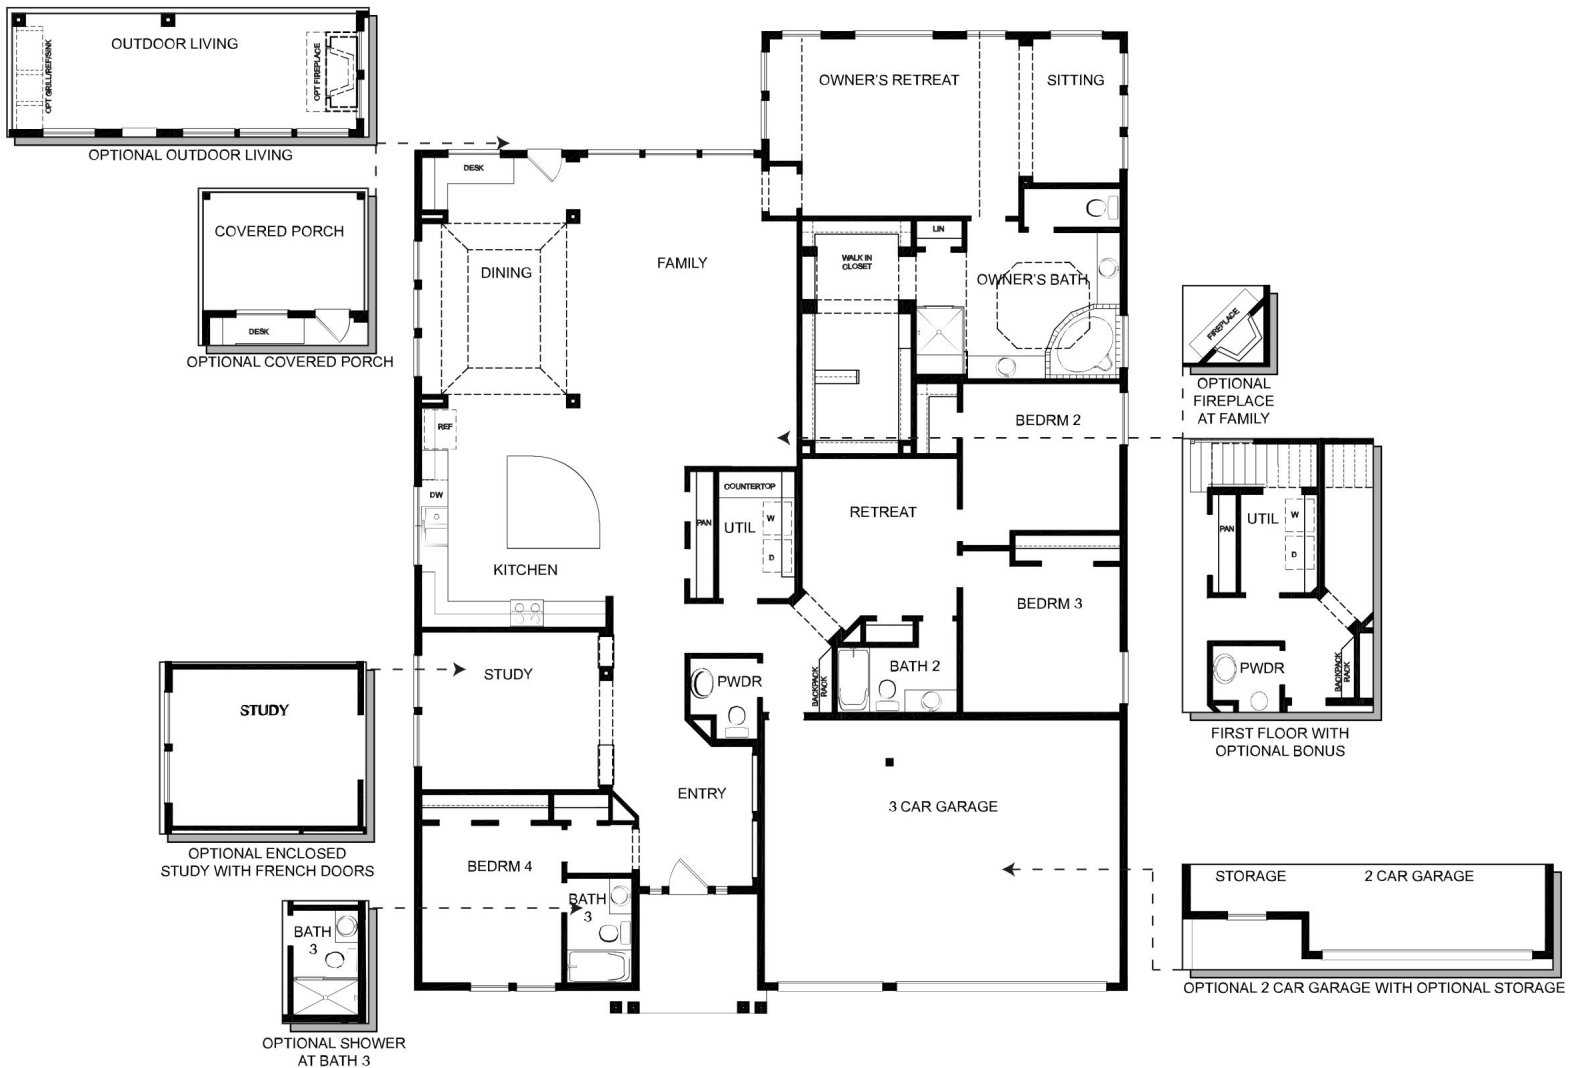 OUTDOOR LIVING
OPT GRILL/REF/SINK
OPT FIREPLACE
OPTIONAL OUTDOOR LIVING
COVERED PORCH
DESK
OPTIONAL COVERED PORCH
OWNER'S RETREAT
SITTING
DESK
DINING
FAMILY
WALK IN
CLOSET
LIN
OWNER'S BATH
FIREPLACE
OPTIONAL
FIREPLACE
AT FAMILY
REF
DW
KITCHEN
PAN
COUNTERTOP
UTIL
W
D
RETREAT
BEDRM 2
BEDRM 3
BATH 2
BACKPACK
RACK
PAN
UTIL
W
D
PWDR
BACKPACK
RACK
FIRST FLOOR WITH
OPTIONAL BONUS
STUDY
OPTIONAL ENCLOSED
STUDY WITH FRENCH DOORS
STUDY
PWDR
ENTRY
3 CAR GARAGE
BEDRM 4
BATH
3
BATH
3
OPTIONAL SHOWER
AT BATH 3
STORAGE
2 CAR GARAGE
OPTIONAL 2 CAR GARAGE WITH OPTIONAL STORAGE